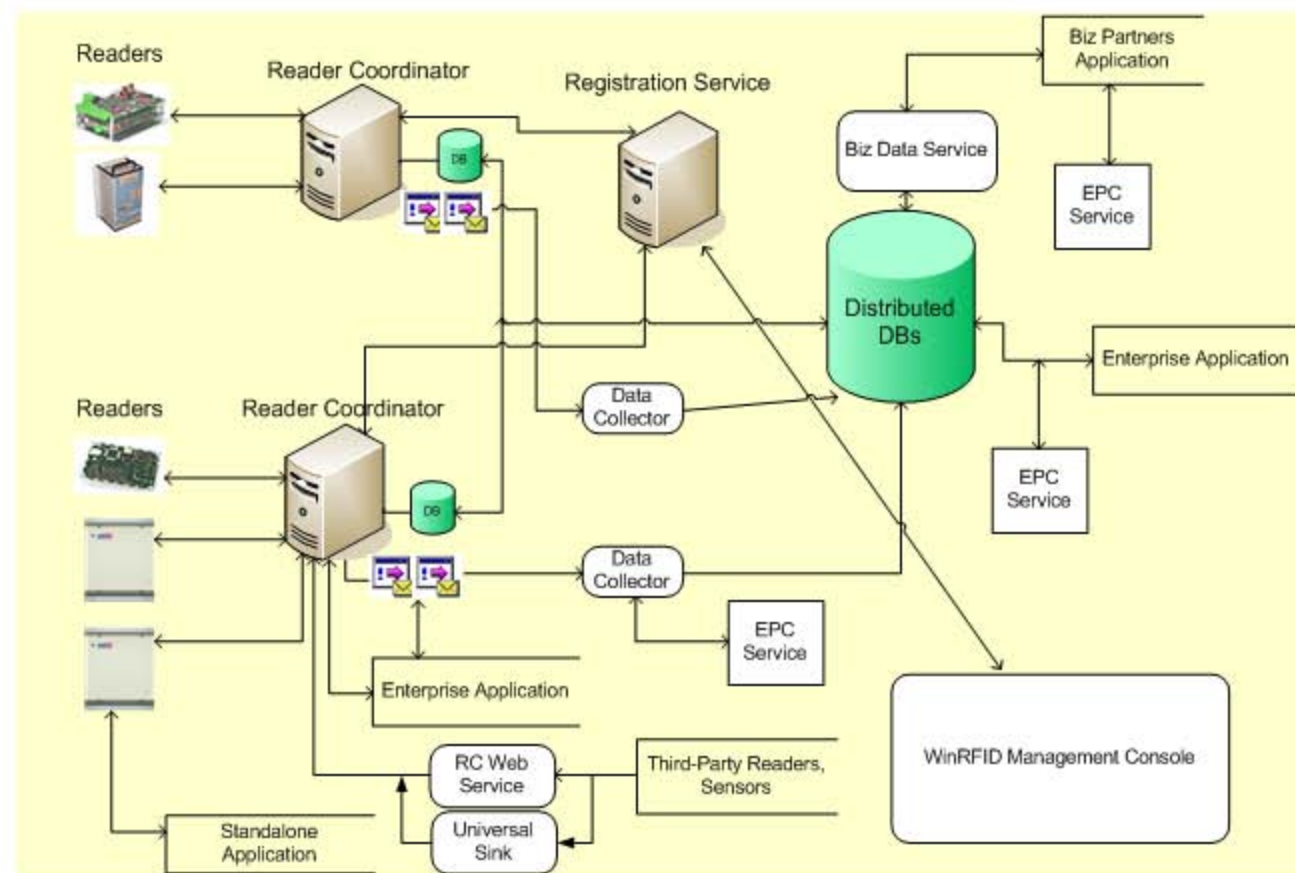 Readers
Reader Coordinator
Registration Service
Biz Partners
Application
DB
Biz Data Service
EPC
Service
Distributed
DBs
Enterprise Application
Data
Collector
Readers
Reader Coordinator
EPC
Service
DB
Data
Collector
EPC
Service
Enterprise Application
RC Web
Service
Third-Party Readers,
Sensors
WinRFID Management Console
Universal
Sink
Standalone
Application